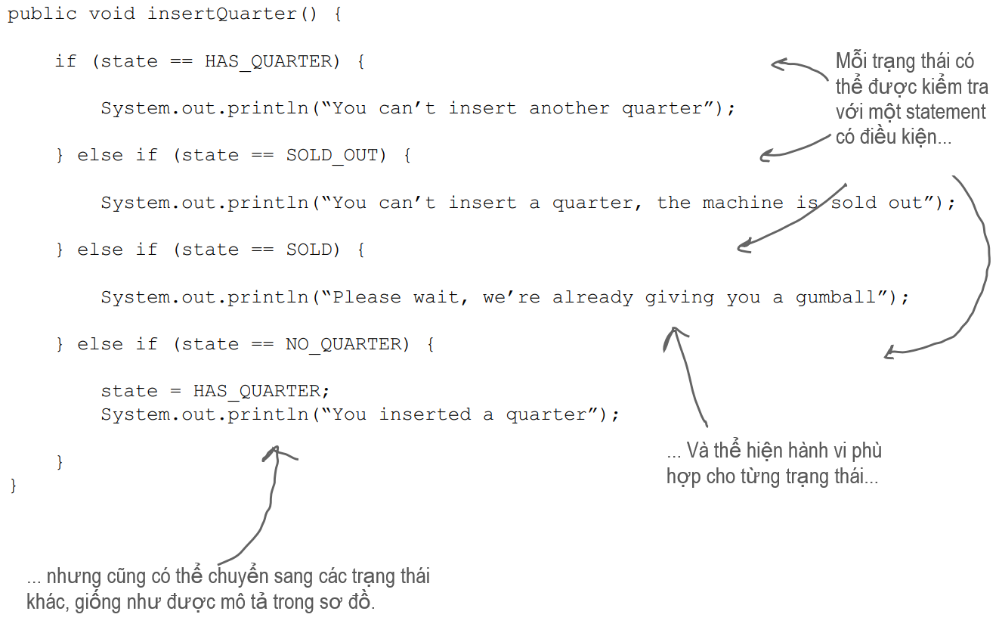 public void insertQuarter() {
if (state == HAS_QUARTER) {
System.out.println(“You can’t insert another quarter”);
} else if (state == SOLD_OUT) {
System.out.println(“You can’t insert a quarter, the machine is sold out”);
} else if (state == SOLD) {
System.out.println(“Please wait, we’re already giving you a gumball”);
} else if (state == NO_QUARTER) {
state = HAS_QUARTER;
System.out.println(“You inserted a quarter”);
}
}
Mỗi trạng thái có
thể được kiểm tra
với một statement
có điều kiện...
... Và thể hiện hành vi phù
hợp cho từng trạng thái...
... nhưng cũng có thể chuyển sang các trạng thái
khác, giống như được mô tả trong sơ đồ.